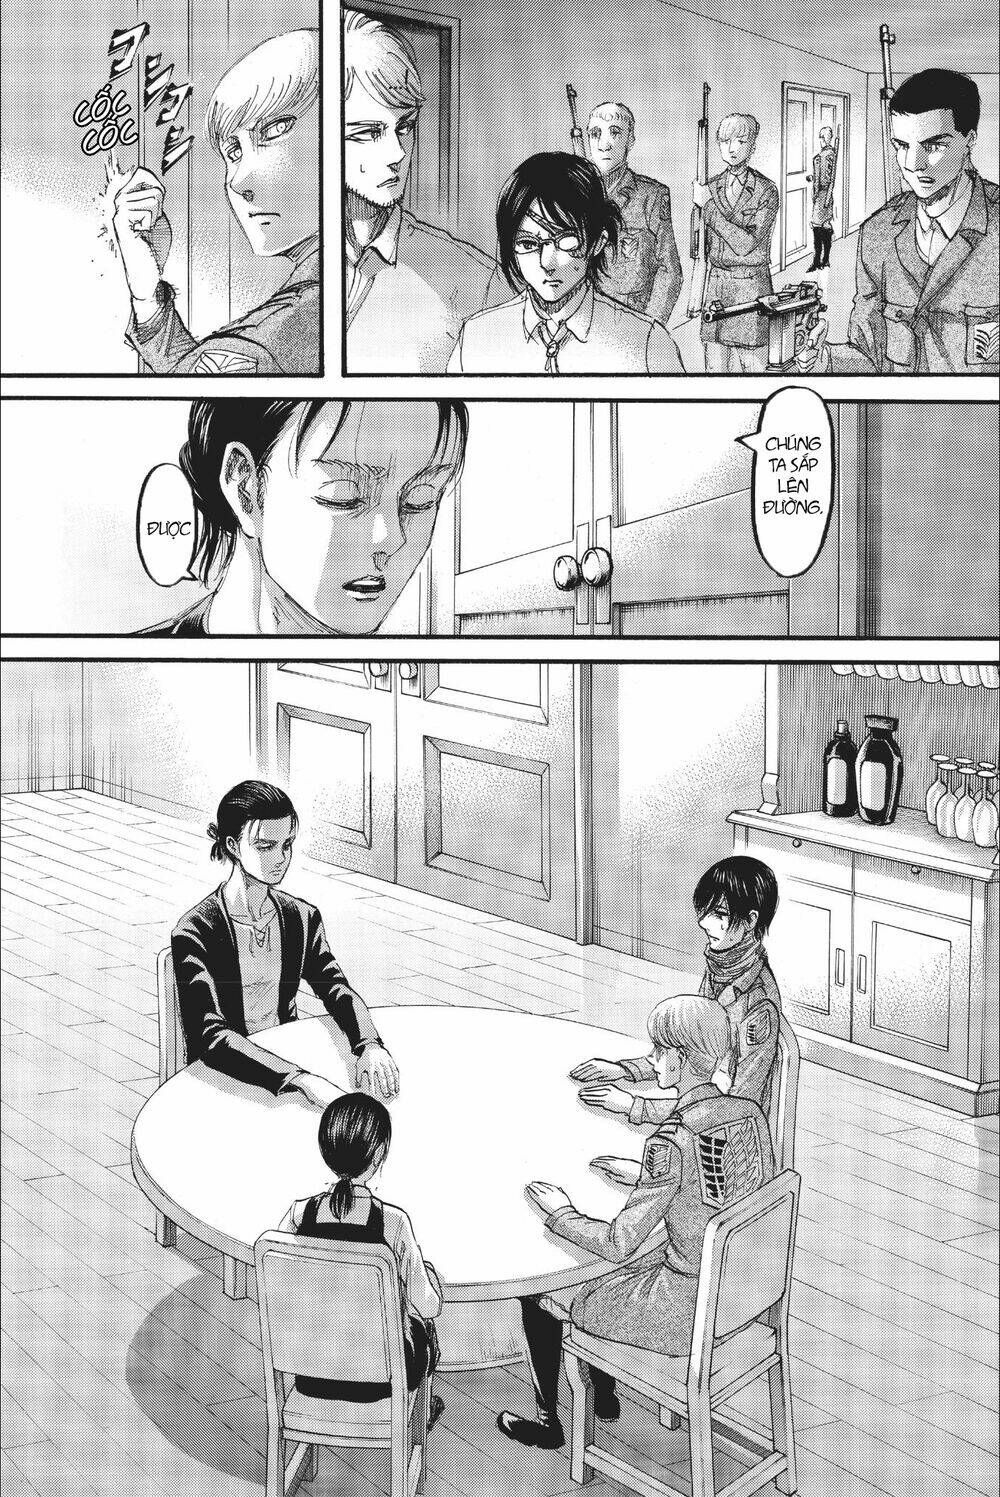 コン
コン
CỐC
CỐC
CHÚNG
TA SẮP
LÊN
ĐƯỜNG.
ĐƯỢC